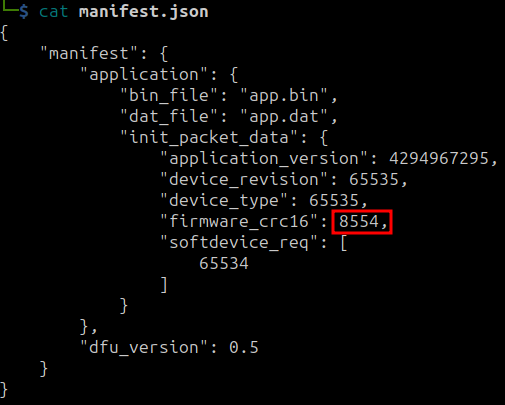 └─$ cat manifest.json
{
    "manifest": {
        "application": {
            "bin_file": "app.bin",
            "dat_file": "app.dat",
            "init_packet_data": {
                "application_version": 4294967295,
                "device_revision": 65535,
                "device_type": 65535,
                "firmware_crc16": 8554,
                "softdevice_req": [
                    65534
                ]
            }
        },
        "dfu_version": 0.5
    }
}